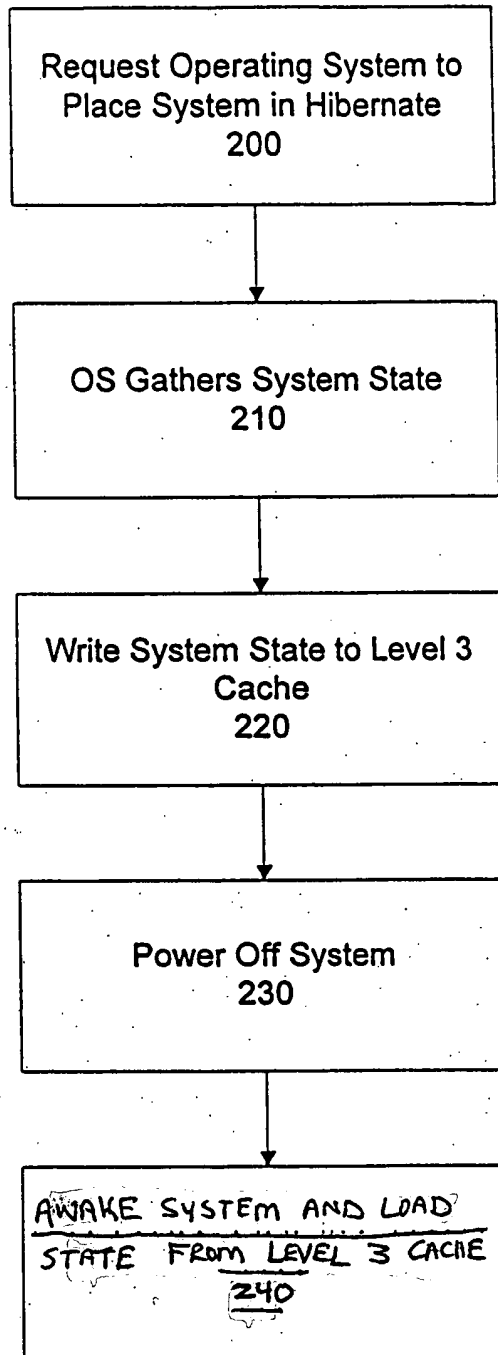 Request Operating System to
Place System in Hibernate
200
OS Gathers System State
210
Write System State to Level 3
Cache
220
Power Off System
230
AWAKE SYSTEM AND LOAD
STATE FROM LEVEL 3 CACHE
240